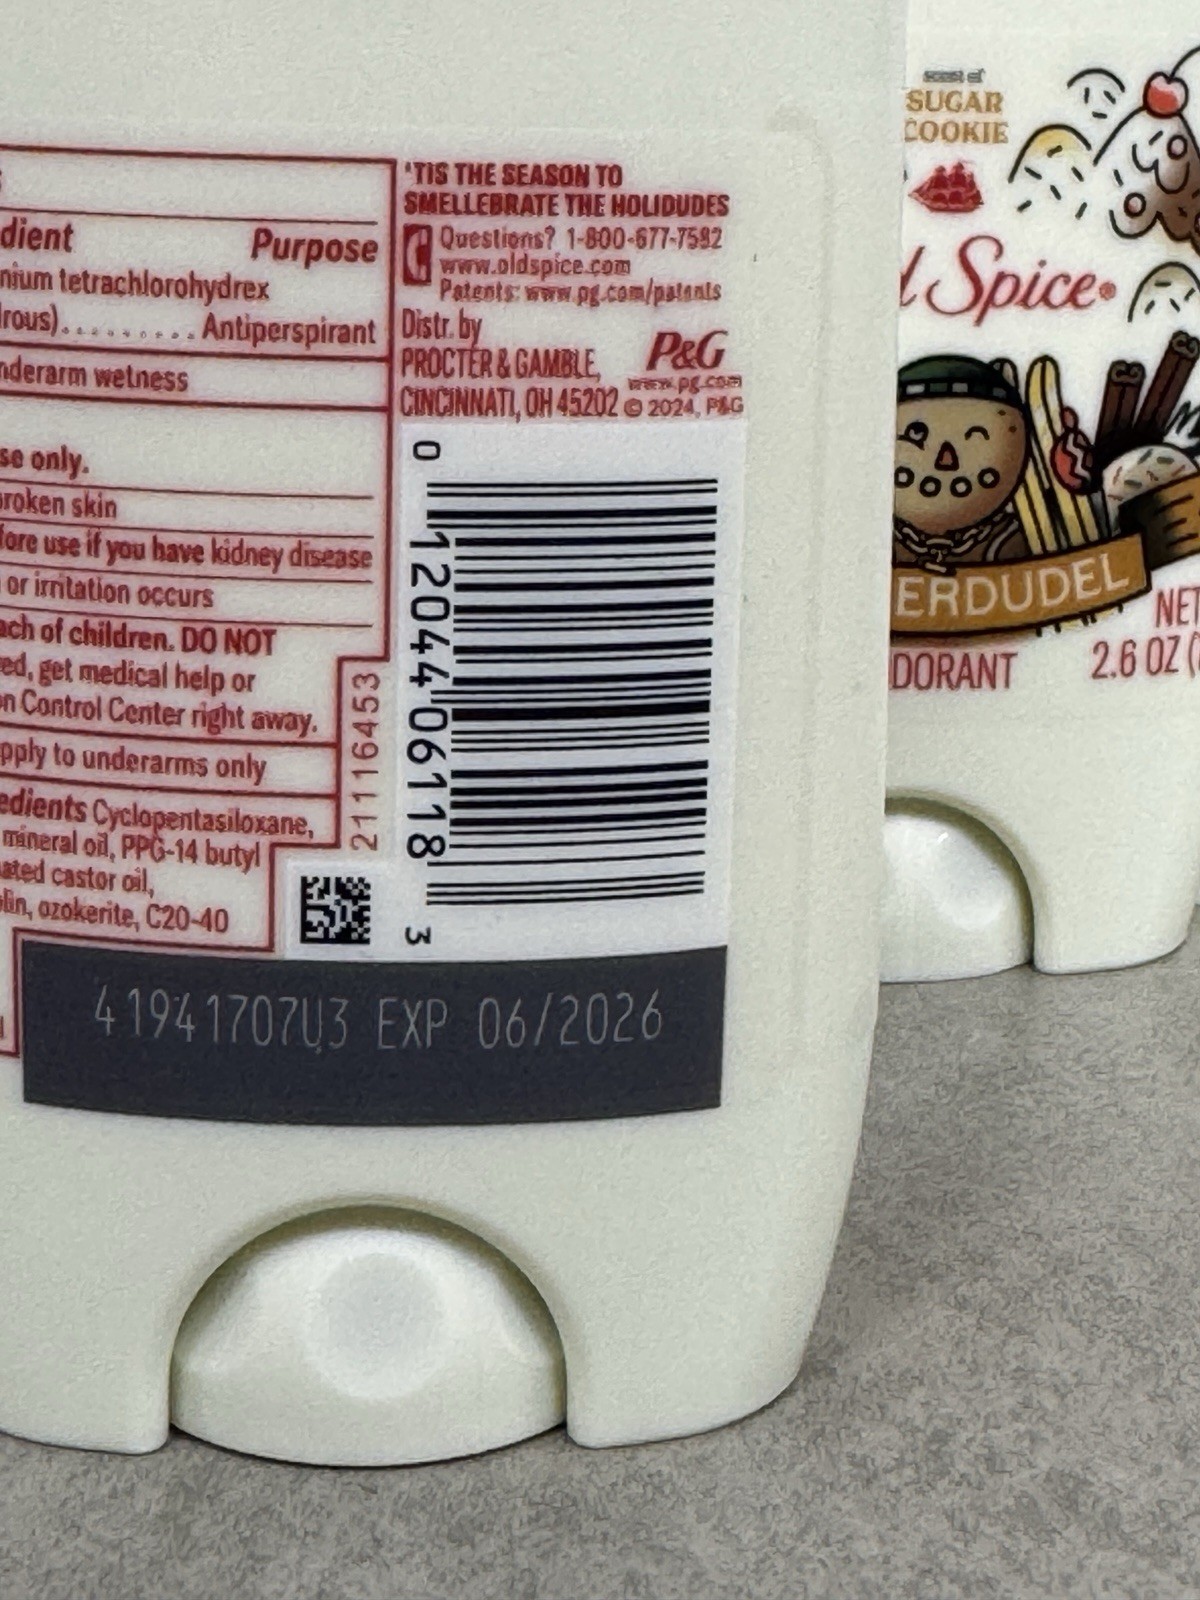 dient Purpose
nium tetrachlorohydrex
lrous)......... Antiperspirant
nderarm wetness
se only.
broken skin
fore use if you have kidney disease
or irritation occurs
ach of children. DO NOT
ed, get medical help or
on Control Center right away.
pply to underarms only
edients Cyclopentasiloxane,
mineral oil, PPG-14 butyl
ated castor oil,
lin, ozokerite, C20-40
21116453
'TIS THE SEASON TO
SMELLEBRATE THE HOLIDUDES
Questions? 1-800-677-7582
www.oldspice.com
Patents: www.pg.com/patents
Distr. by
PROCTER & GAMBLE,
CINCINNATI, OH 45202
P&G
www.pg.com
© 2024, P&G
0 12044 06118 3
41941707U3 EXP 06/2026
scent of
SUGAR
COOKIE
d Spice®
ERDUDEL
DORANT
NET
2.6 OZ (